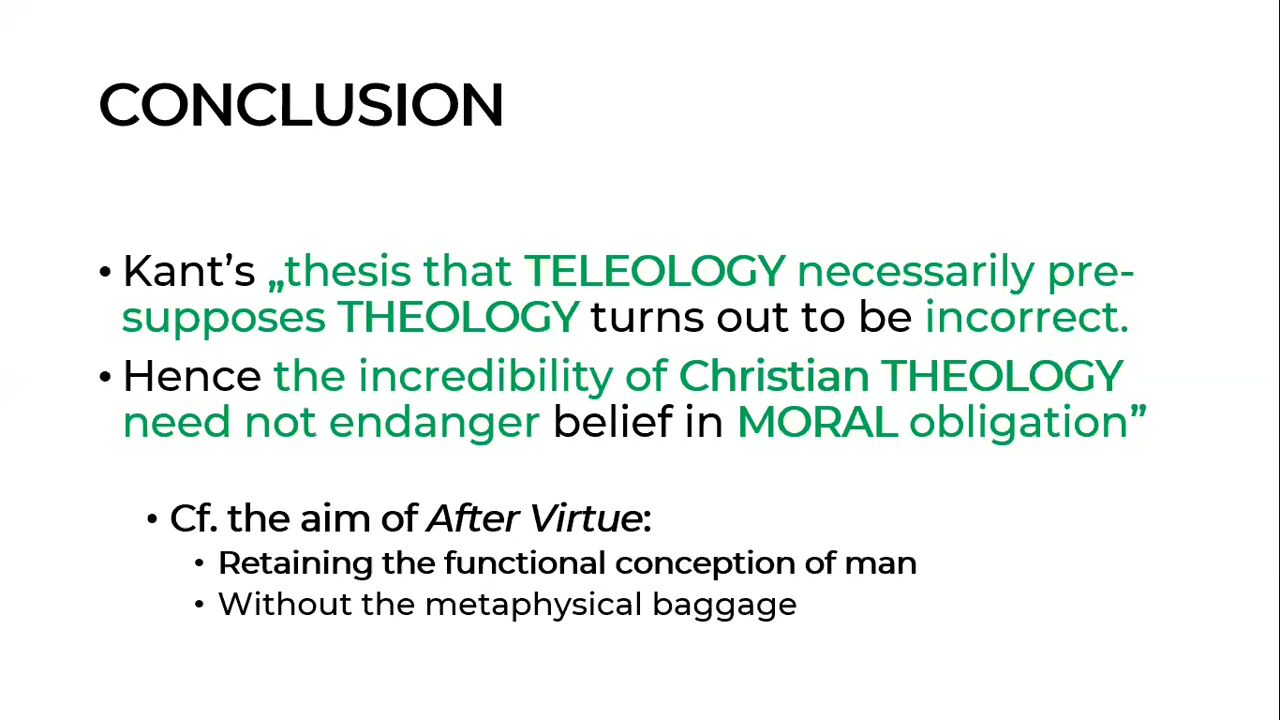 CONCLUSION
• Kant’s „thesis that TELEOLOGY necessarily pre-
supposes THEOLOGY turns out to be incorrect.
• Hence the incredibility of Christian THEOLOGY
need not endanger belief in MORAL obligation”
• Cf. the aim of After Virtue:
• Retaining the functional conception of man
• Without the metaphysical baggage